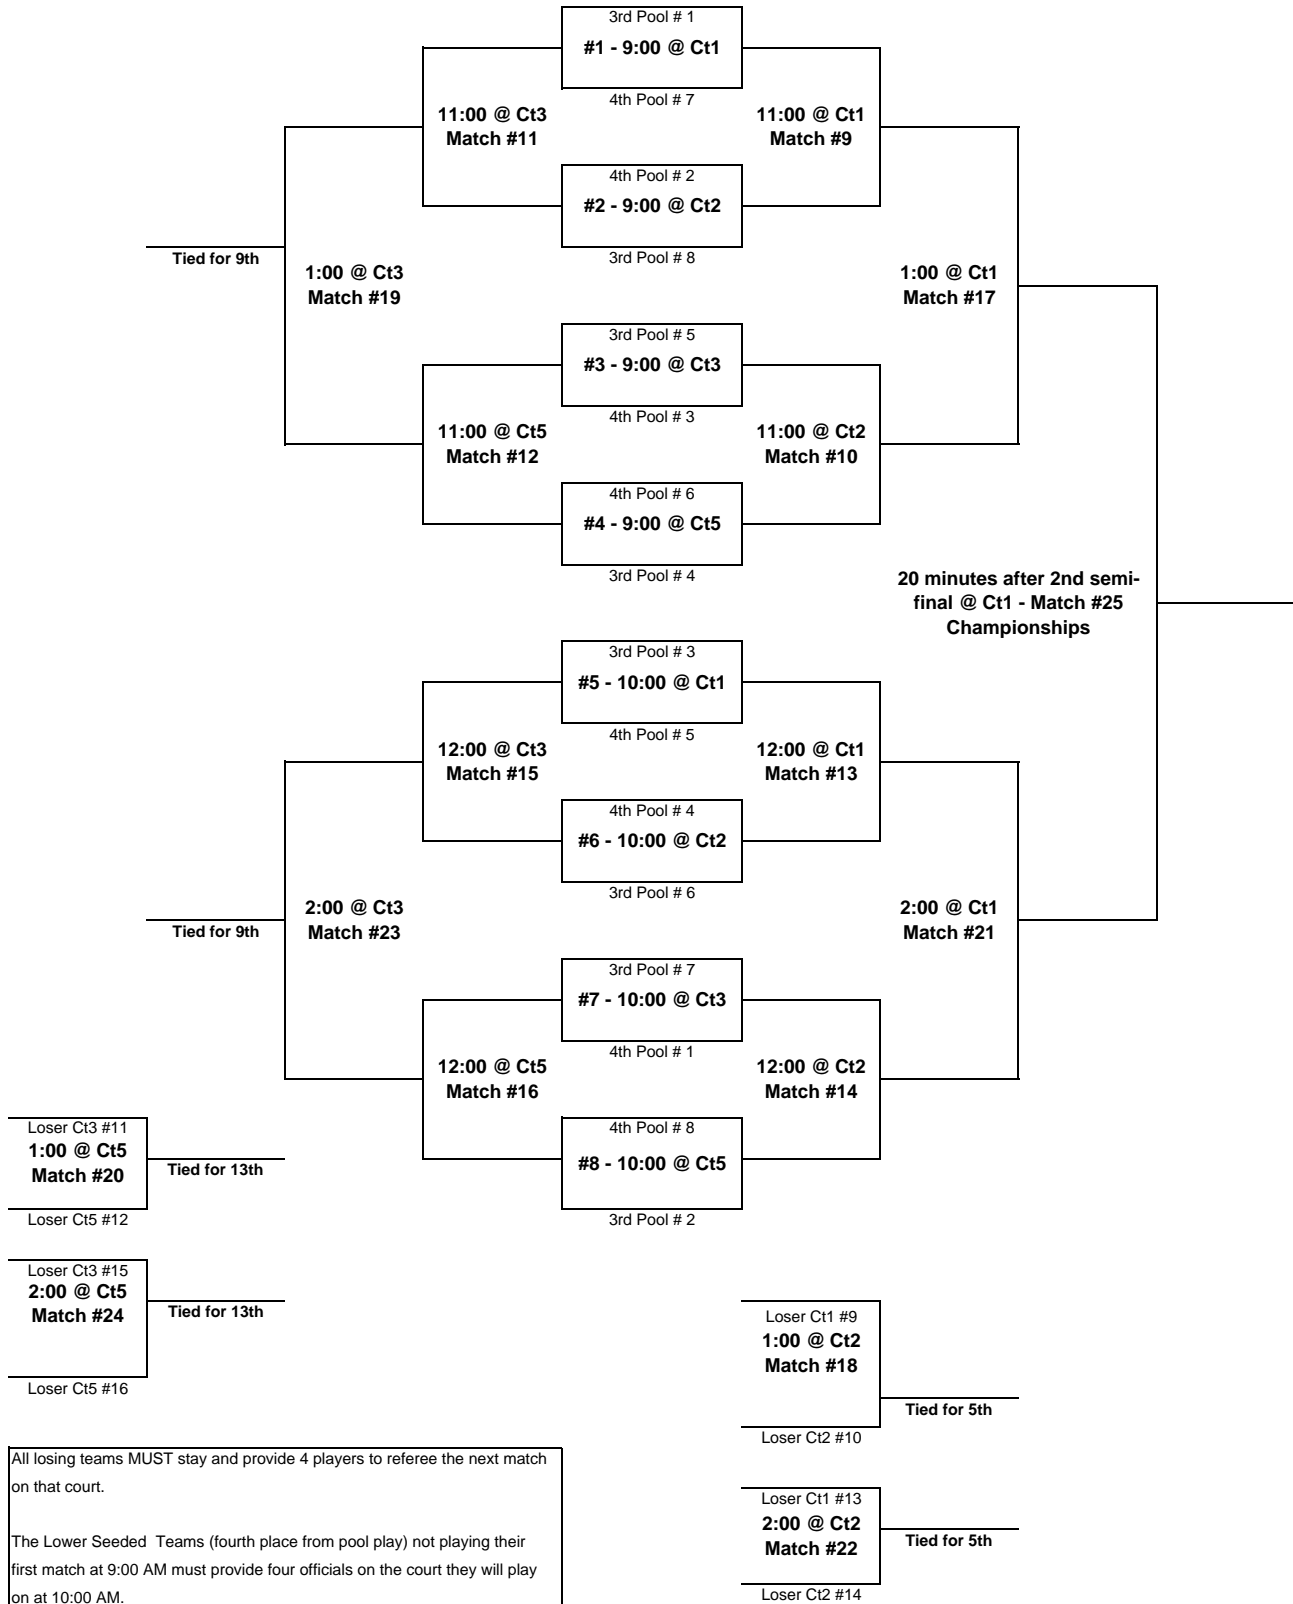 3rd Pool # 1
#1 - 9:00 @ Ct1
4th Pool # 7
11:00 @ Ct3
Match #11
11:00 @ Ct1
Match #9
4th Pool # 2
#2 - 9:00 @ Ct2
3rd Pool # 8
Tied for 9th
1:00 @ Ct3
Match #19
1:00 @ Ct1
Match #17
3rd Pool # 5
#3 - 9:00 @ Ct3
4th Pool # 3
11:00 @ Ct5
Match #12
11:00 @ Ct2
Match #10
4th Pool # 6
#4 - 9:00 @ Ct5
3rd Pool # 4
20 minutes after 2nd semi-
final @ Ct1 - Match #25
Championships
3rd Pool # 3
#5 - 10:00 @ Ct1
4th Pool # 5
12:00 @ Ct3
Match #15
12:00 @ Ct1
Match #13
4th Pool # 4
#6 - 10:00 @ Ct2
3rd Pool # 6
2:00 @ Ct3
Match #23
Tied for 9th
2:00 @ Ct1
Match #21
3rd Pool # 7
#7 - 10:00 @ Ct3
4th Pool # 1
12:00 @ Ct5
Match #16
12:00 @ Ct2
Match #14
4th Pool # 8
#8 - 10:00 @ Ct5
3rd Pool # 2
Loser Ct3 #11
1:00 @ Ct5
Match #20
Tied for 13th
Loser Ct5 #12
Loser Ct3 #15
2:00 @ Ct5
Match #24
Tied for 13th
Loser Ct5 #16
Loser Ct1 #9
1:00 @ Ct2
Match #18
Tied for 5th
Loser Ct2 #10
All losing teams MUST stay and provide 4 players to referee the next match
on that court.
The Lower Seeded  Teams (fourth place from pool play) not playing their
first match at 9:00 AM must provide four officials on the court they will play
on at 10:00 AM.
Loser Ct1 #13
2:00 @ Ct2
Match #22
Tied for 5th
Loser Ct2 #14